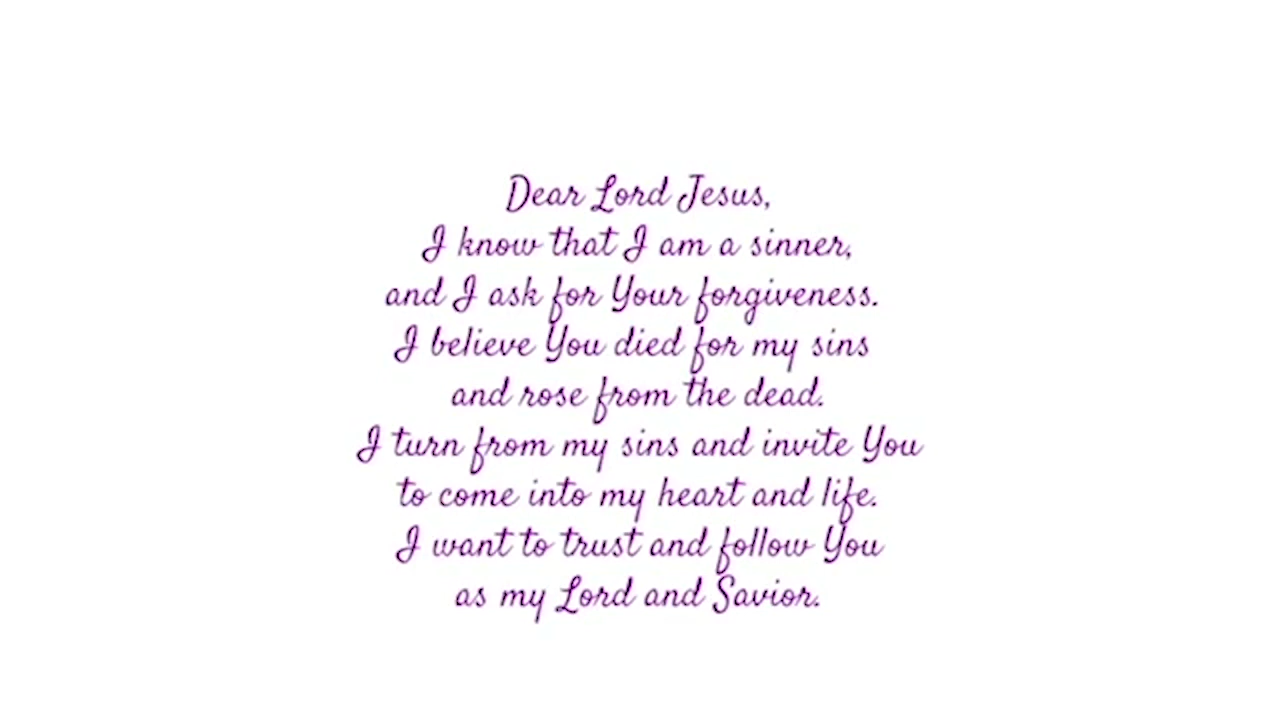 Dear Lord Jesus,
I know that I am a sinner,
and I ask for Your forgiveness.
I believe You died for my sins
and rose from the dead.
I turn from my sins and invite You
to come into my heart and life.
I want to trust and follow You
as my Lord and Savior.